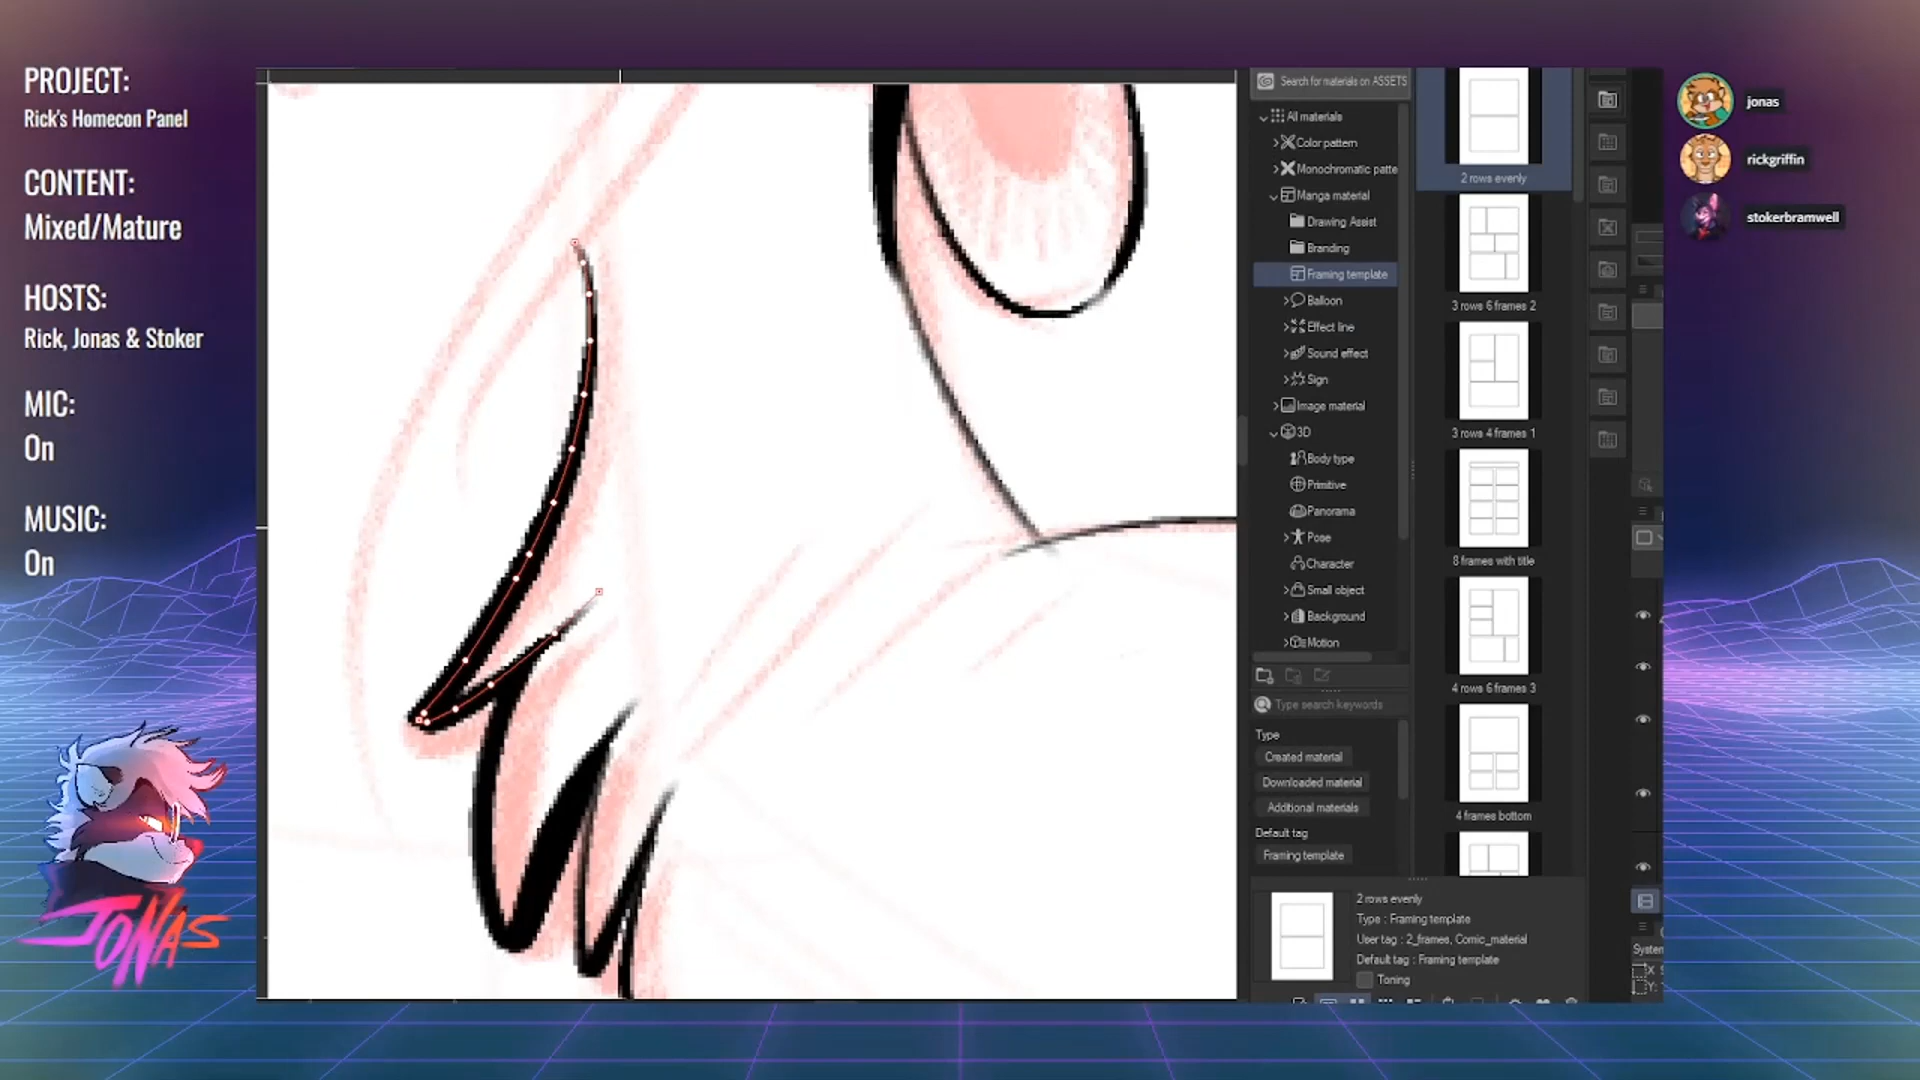 PROJECT:
Rick's Homecon Panel
CONTENT:
Mixed/Mature
HOSTS:
Rick, Jonas & Stoker
MIC:
On
MUSIC:
On
JONAS
Search for materials on ASSETS
All materials
Color pattern
Monochromatic patte
Manga material
Drawing Assist
Branding
Framing template
Balloon
Effect line
Sound effect
Sign
Image material
3D
Body type
Primitive
Panorama
Pose
Character
Small object
Background
Motion
Type search keywords
Type
Created material
Downloaded material
Additional materials
Default tag
Framing template
2 rows evenly
3 rows 6 frames 2
3 rows 4 frames 1
8 frames with title
4 rows 6 frames 3
4 frames bottom
2 rows evenly
Type : Framing template
User tag : 2_frames, Comic_material
Default tag : Framing template
Toning
System
X
Y:
jonas
rickgriffin
stokerbramwell